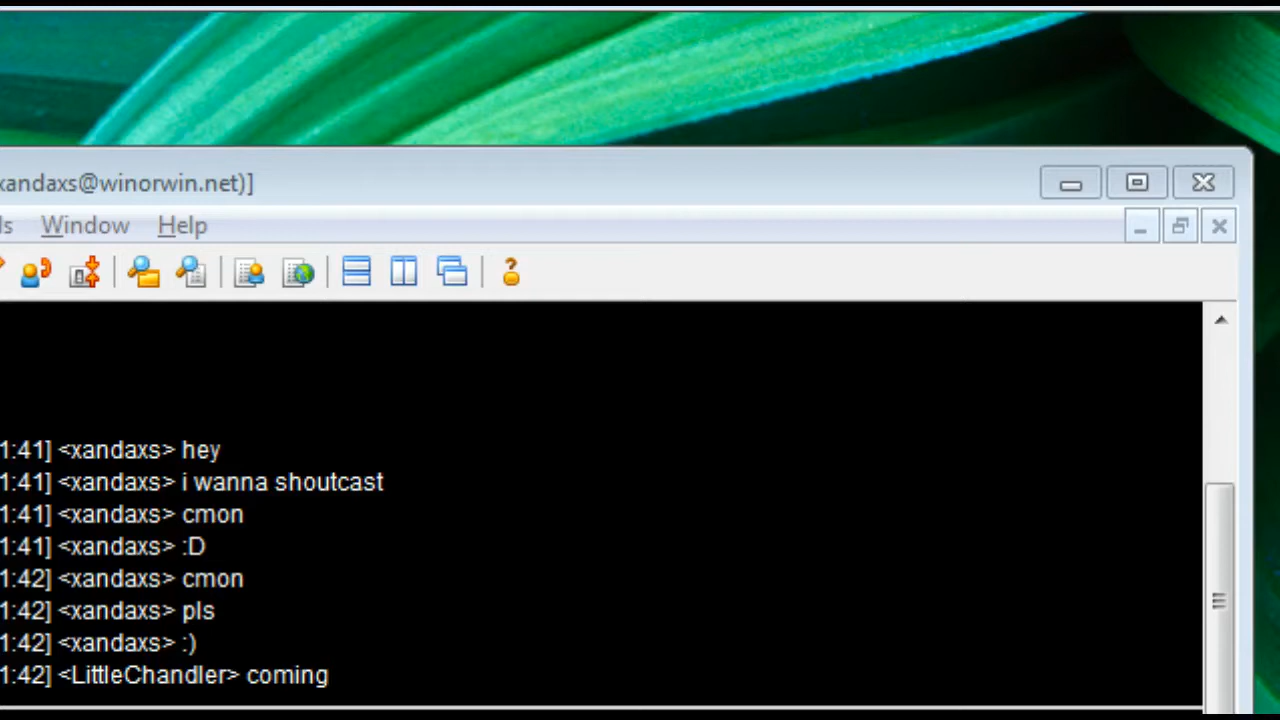 xandaxs@winorwin.net)]
ls Window Help
1:41] <xandaxs> hey
1:41] <xandaxs> i wanna shoutcast
1:41] <xandaxs> cmon
1:41] <xandaxs> :D
1:42] <xandaxs> cmon
1:42] <xandaxs> pls
1:42] <xandaxs> :)
1:42] <LittleChandler> coming